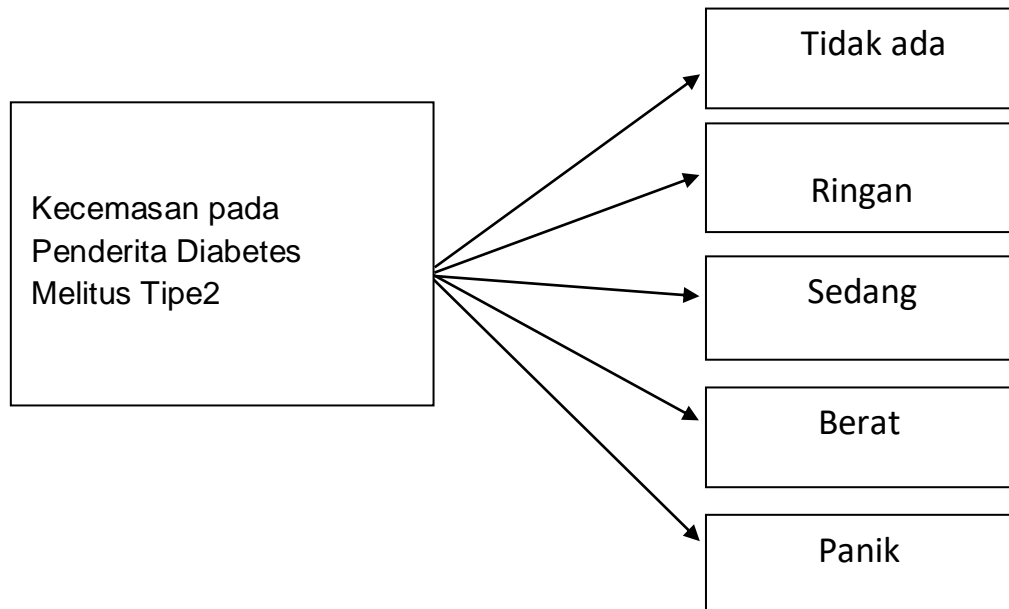 Kecemasan pada
Penderita Diabetes
Melitus Tipe2
Tidak ada
Ringan
Sedang
Berat
Panik